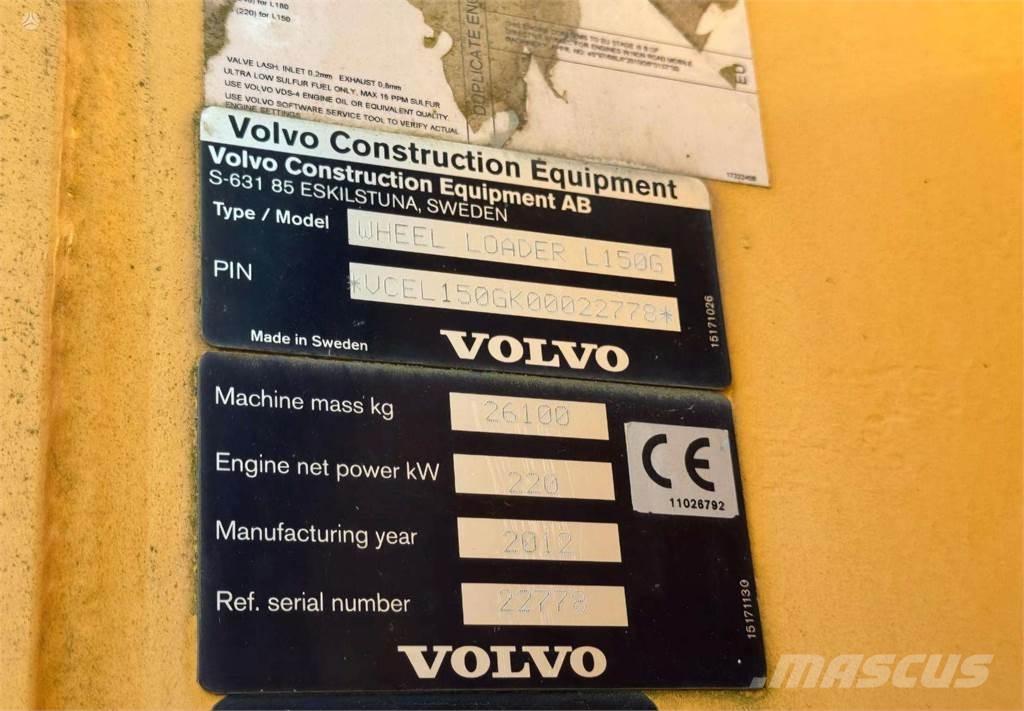 (220) for L150
VALVE LASH: INLET 0,2mm EXHAUST 0,8mm
ULTRA LOW SULFUR FUEL ONLY, MAX 15 PPM SULFUR
USE VOLVO VDS-4 ENGINE OIL OR EQUIVALENT QUALITY.
USE VOLVO SOFTWARE SERVICE TOOL TO VERIFY ACTUAL
ENGINE SETTINGS
DUPLICATE
EU
Volvo Construction Equipment
Volvo Construction Equipment AB
S-631 85 ESKILSTUNA, SWEDEN
Type / Model WHEEL LOADER L150G
PIN *VCEL150GK00022778*
Made in Sweden VOLVO
15171026
Machine mass kg 26100
Engine net power kW 220
Manufacturing year 2012
Ref. serial number 22778
CE
11026792
VOLVO
15171130
MASCUS